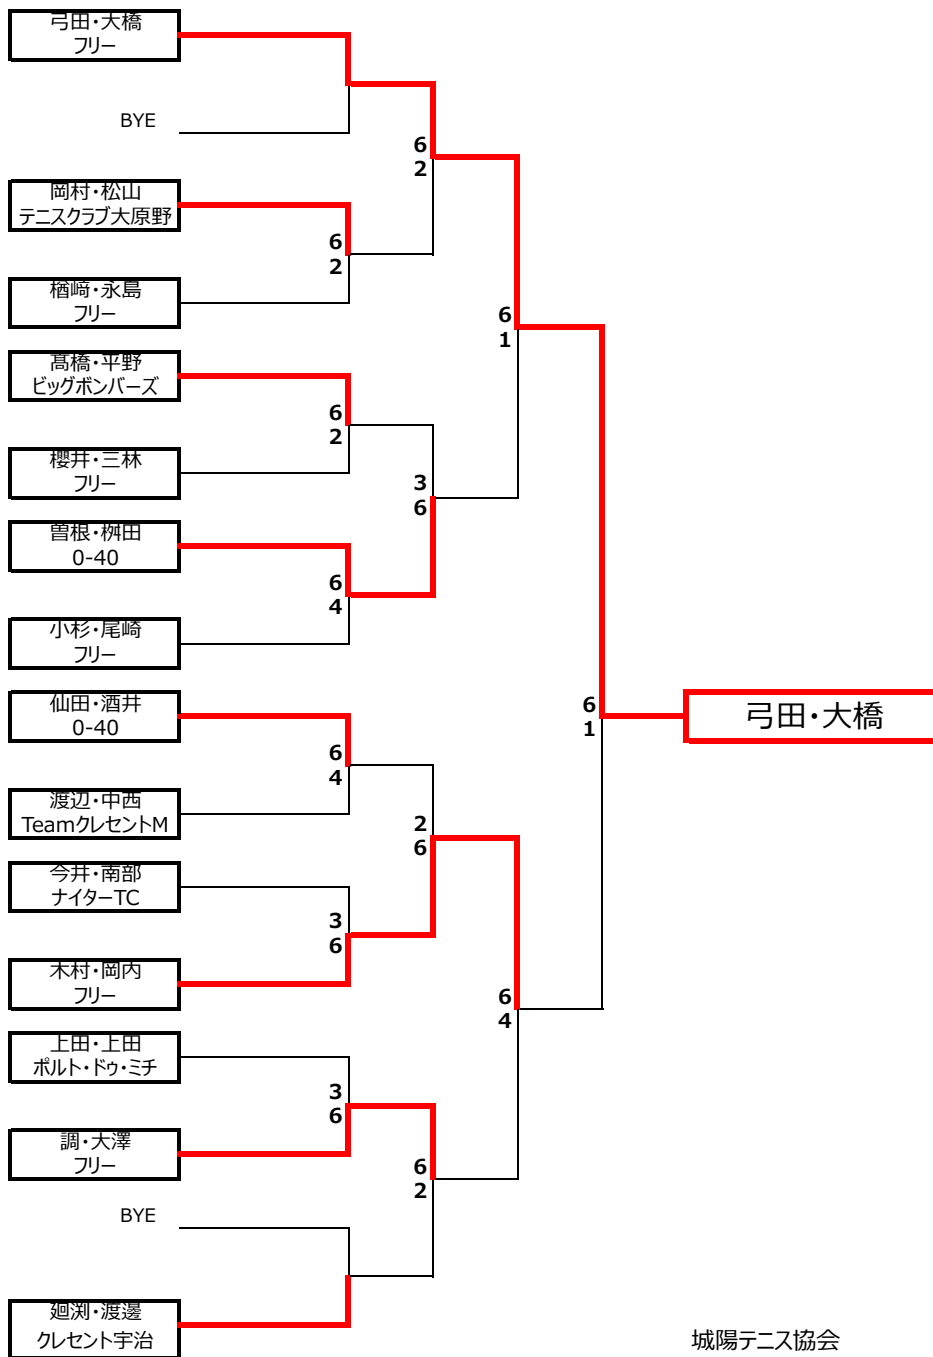 弓田・大橋
フリー
BYE
6
2
岡村・松山
テニスクラブ大原野
6
2
楢﨑・永島
フリー
6
1
髙橋・平野
ビッグボンバーズ
6
2
櫻井・三林
フリー
3
6
曽根・桝田
0-40
6
4
小杉・尾崎
フリー
仙田・酒井
0-40
6
1
弓田・大橋
6
4
渡辺・中西
TeamクレセントM
2
6
今井・南部
ナイターTC
3
6
木村・岡内
フリー
6
4
上田・上田
ポルト・ドゥ・ミチ
3
6
調・大澤
フリー
6
2
BYE
廻渕・渡邊
クレセント宇治
城陽テニス協会